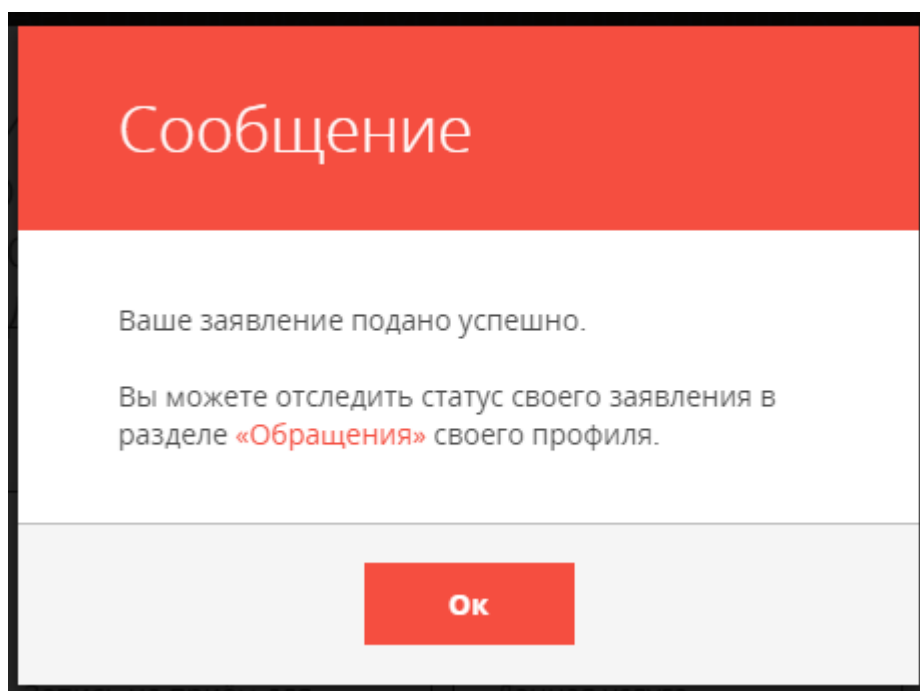 Сообщение
Ваше заявление подано успешно.
Вы можете отследить статус своего заявления в
разделе «Обращения» своего профиля.
Ок